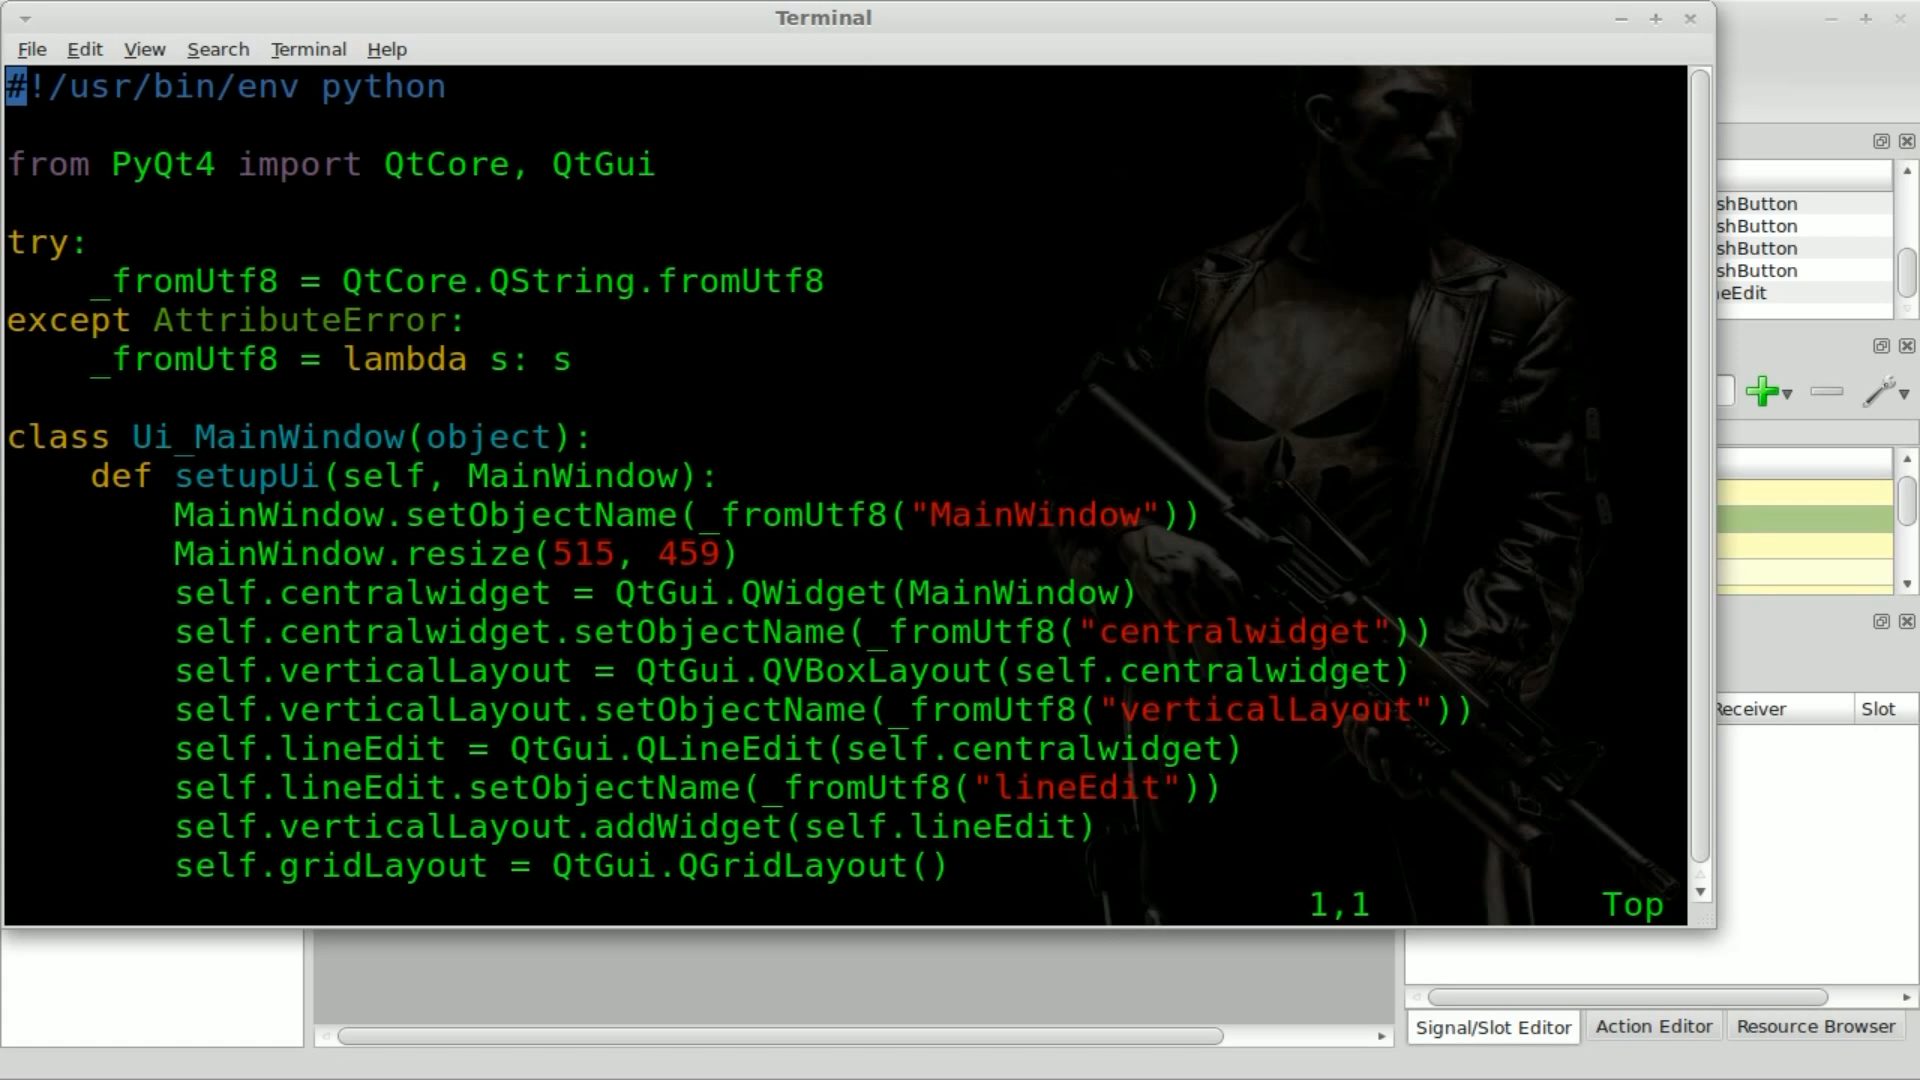 Terminal
File Edit View Search Terminal Help
#!/usr/bin/env python
from PyQt4 import QtCore, QtGui
try:
    _fromUtf8 = QtCore.QString.fromUtf8
except AttributeError:
    _fromUtf8 = lambda s: s
class Ui_MainWindow(object):
    def setupUi(self, MainWindow):
        MainWindow.setObjectName(_fromUtf8("MainWindow"))
        MainWindow.resize(515, 459)
        self.centralwidget = QtGui.QWidget(MainWindow)
        self.centralwidget.setObjectName(_fromUtf8("centralwidget"))
        self.verticalLayout = QtGui.QVBoxLayout(self.centralwidget)
        self.verticalLayout.setObjectName(_fromUtf8("verticalLayout"))
        self.lineEdit = QtGui.QLineEdit(self.centralwidget)
        self.lineEdit.setObjectName(_fromUtf8("lineEdit"))
        self.verticalLayout.addWidget(self.lineEdit)
        self.gridLayout = QtGui.QGridLayout()
1,1 Top
shButton
shButton
shButton
shButton
neEdit
Receiver Slot
Signal/Slot Editor Action Editor Resource Browser